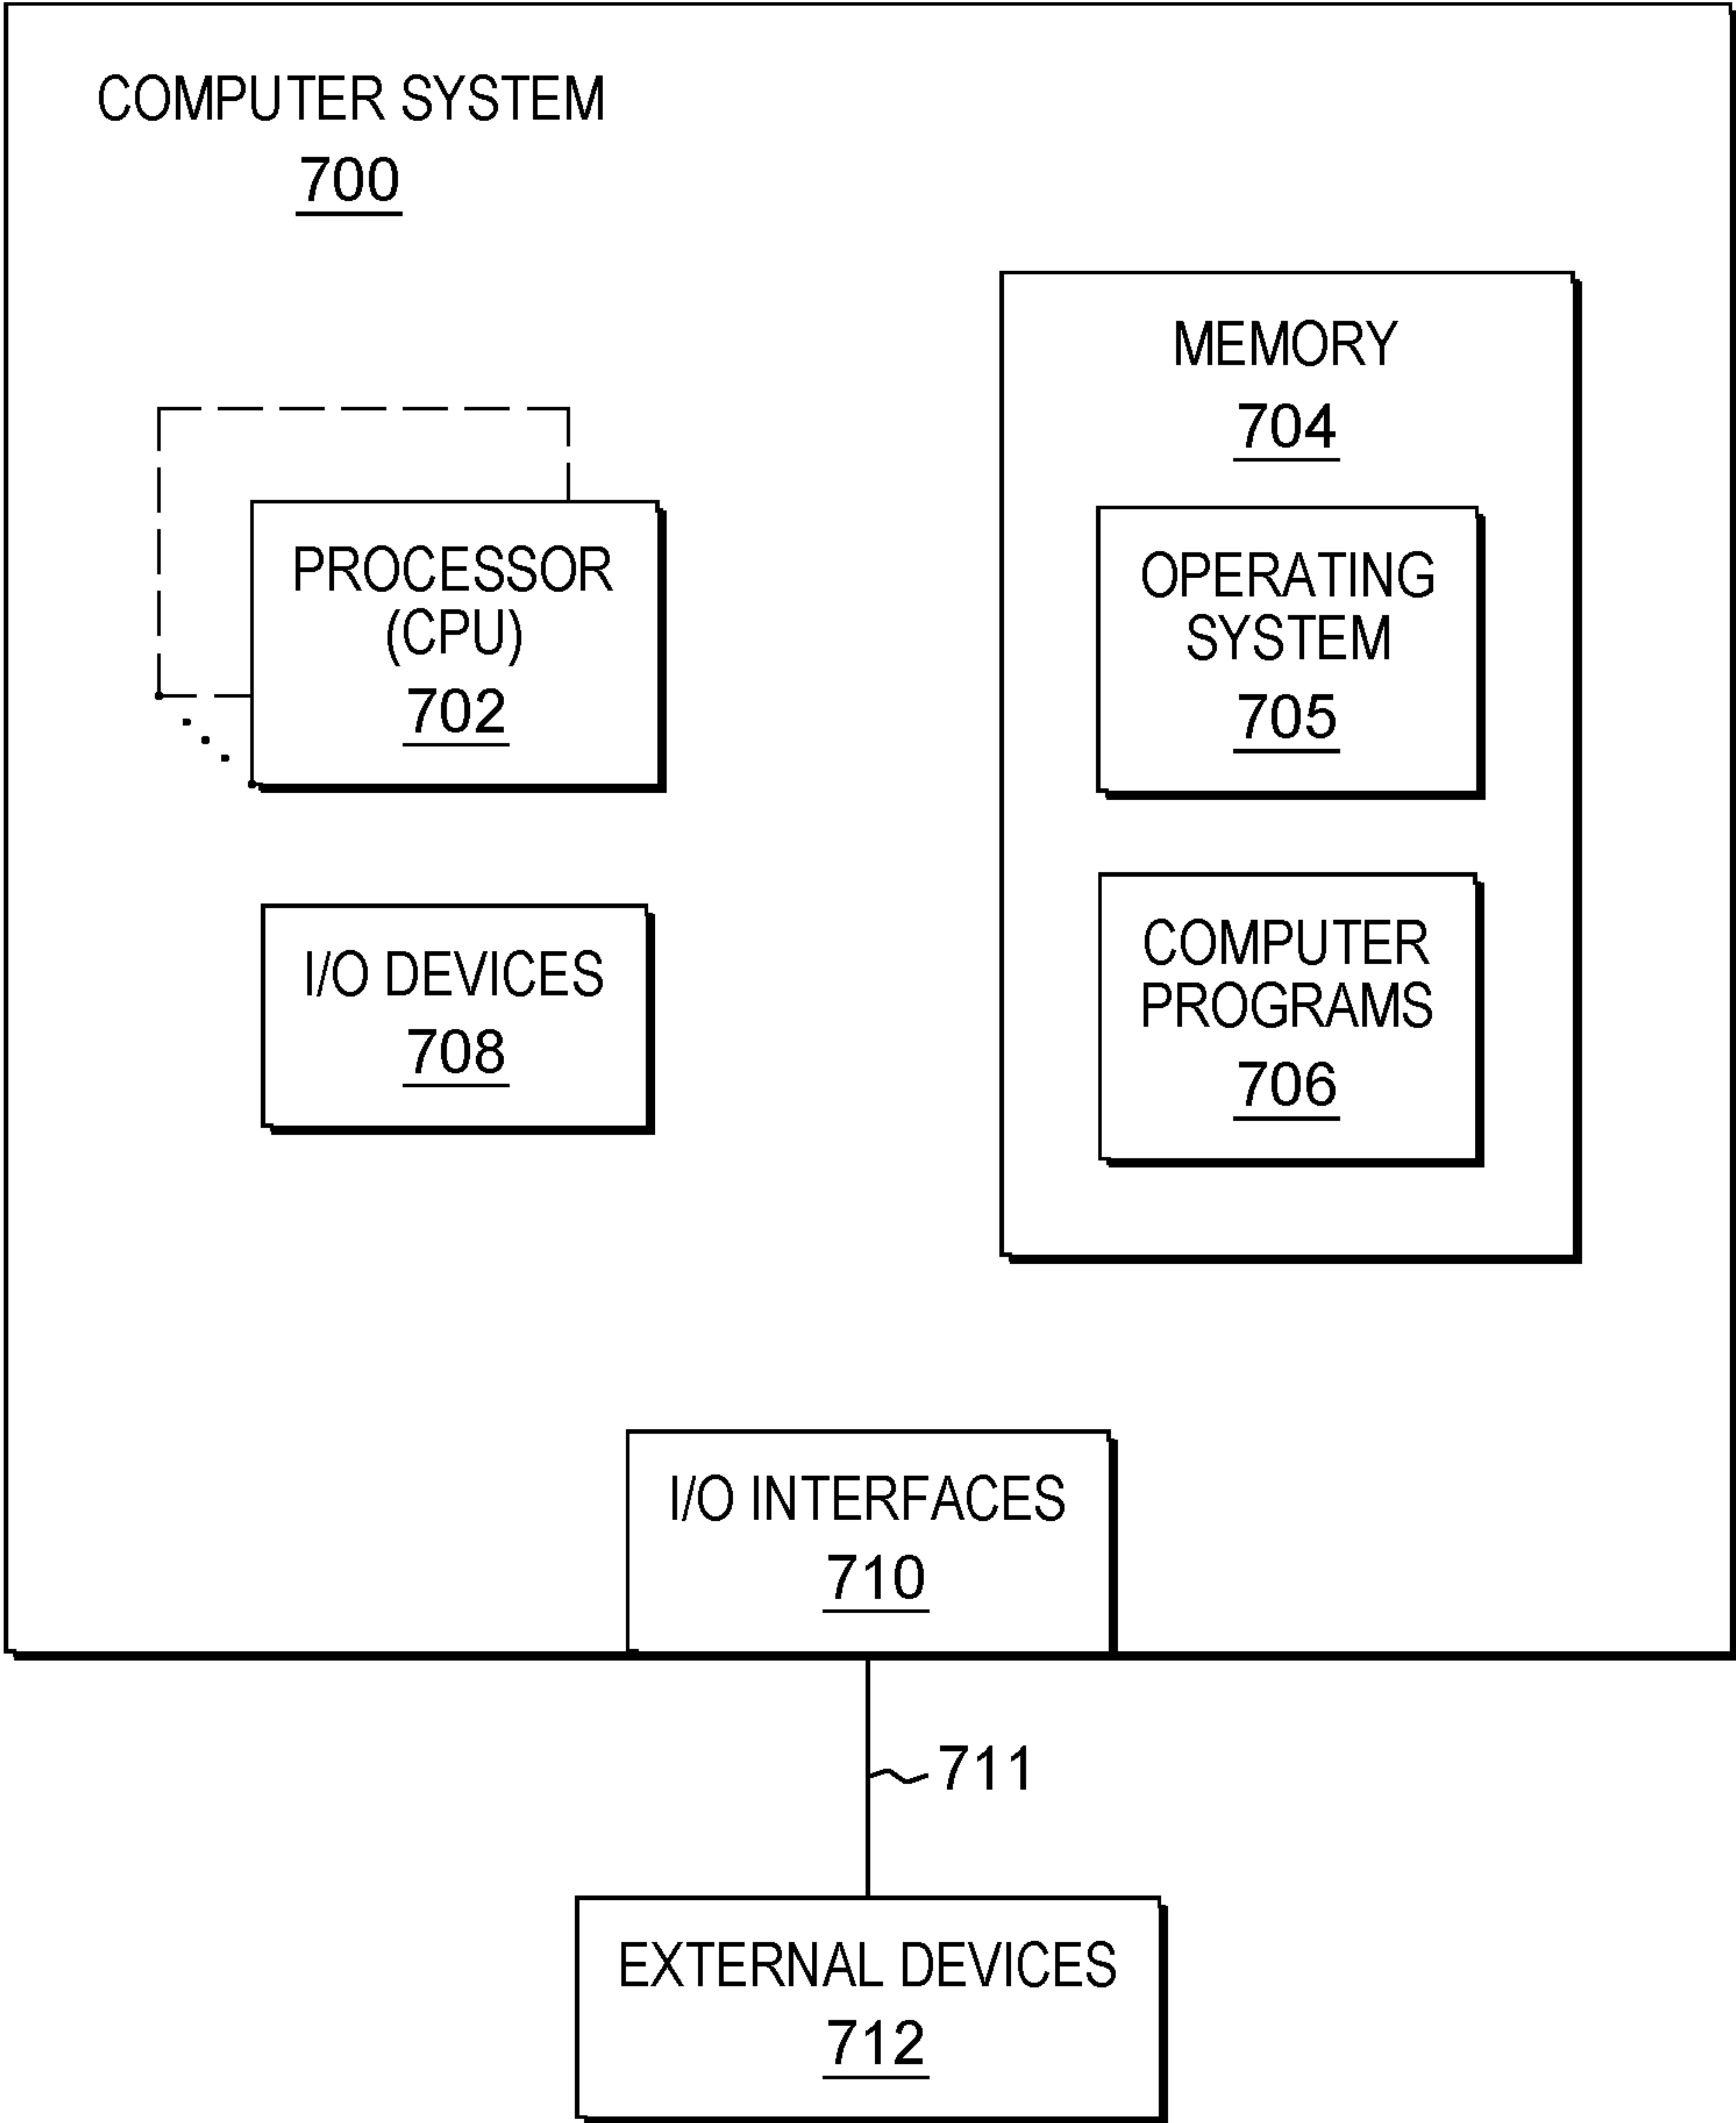 COMPUTER SYSTEM
700
MEMORY
704
PROCESSOR
(CPU)
702
OPERATING
SYSTEM
705
I/O DEVICES
708
COMPUTER
PROGRAMS
706
I/O INTERFACES
710
711
EXTERNAL DEVICES
712